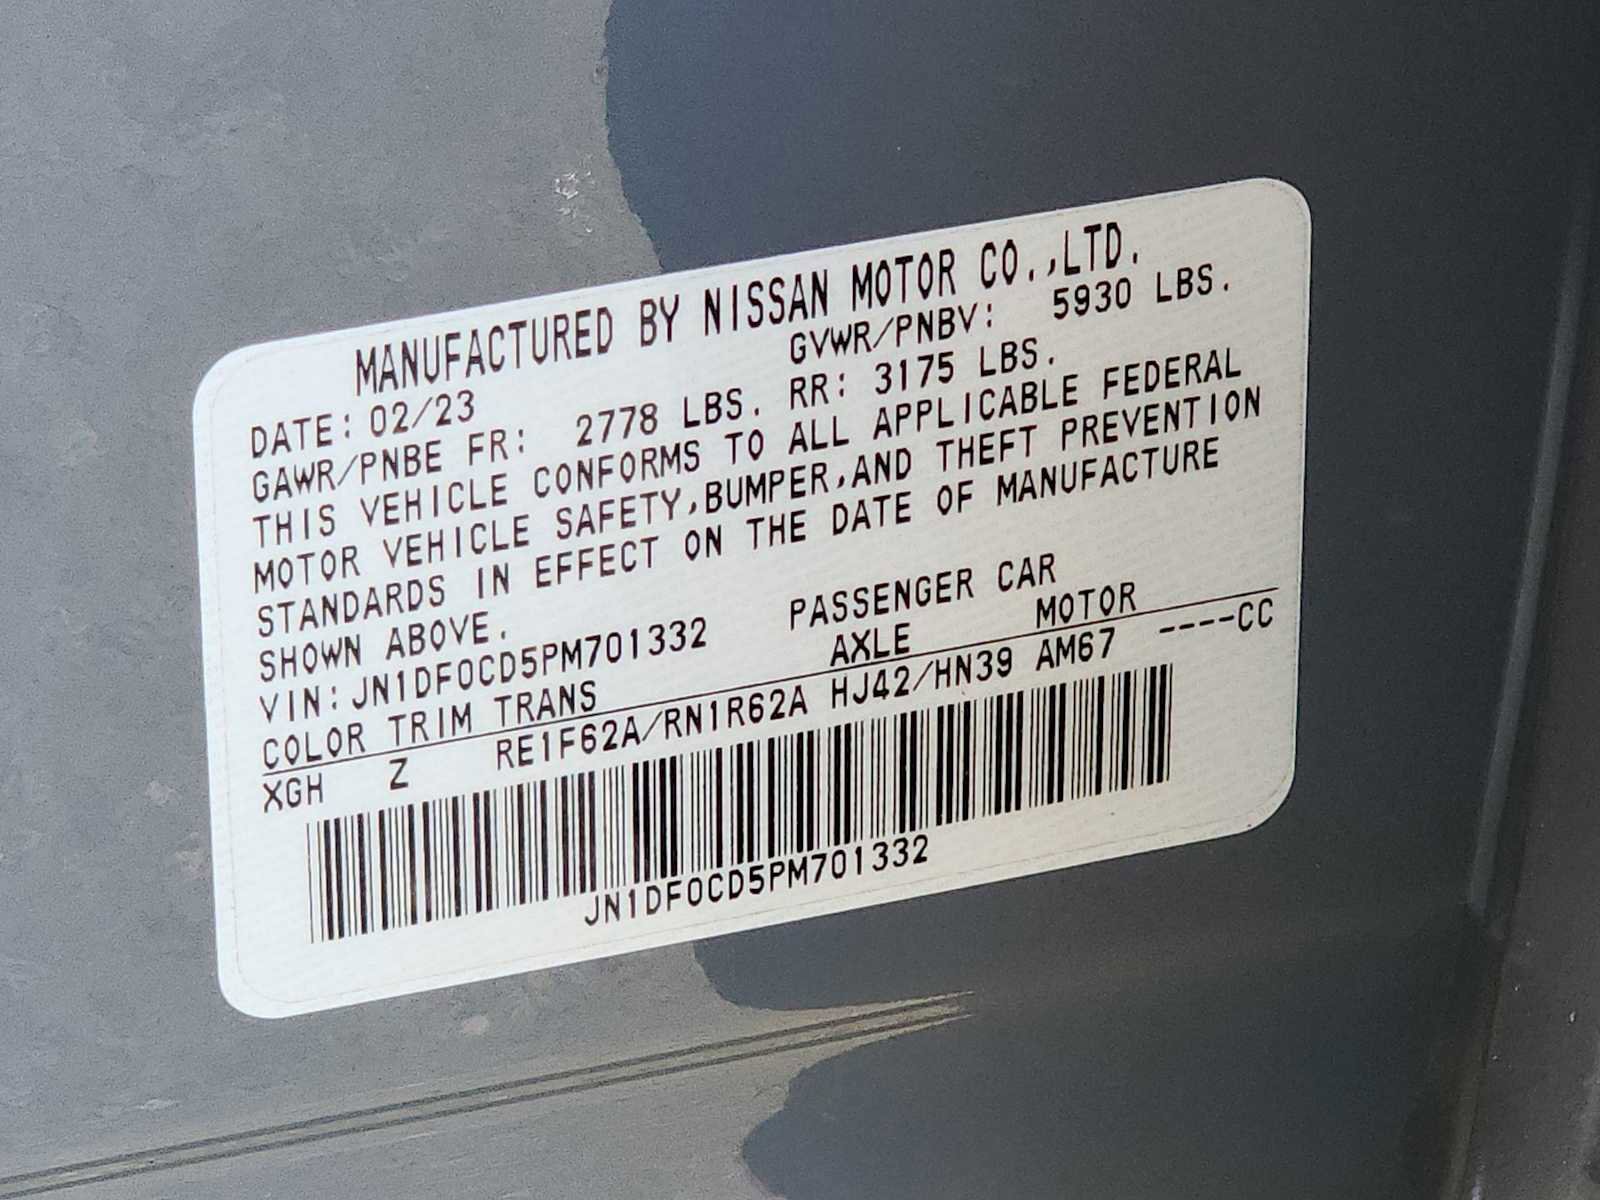 MANUFACTURED BY NISSAN MOTOR CO.,LTD.
DATE: 02/23 GVWR/PNBV: 5930 LBS.
GAWR/PNBE FR: 2778 LBS. RR: 3175 LBS.
THIS VEHICLE CONFORMS TO ALL APPLICABLE FEDERAL
MOTOR VEHICLE SAFETY,BUMPER,AND THEFT PREVENTION
STANDARDS IN EFFECT ON THE DATE OF MANUFACTURE
SHOWN ABOVE.
VIN:JN1DF0CD5PM701332 PASSENGER CAR
COLOR TRIM TRANS AXLE MOTOR
XGH Z RE1F62A/RN1R62A HJ42/HN39 AM67 ----CC
JN1DF0CD5PM701332